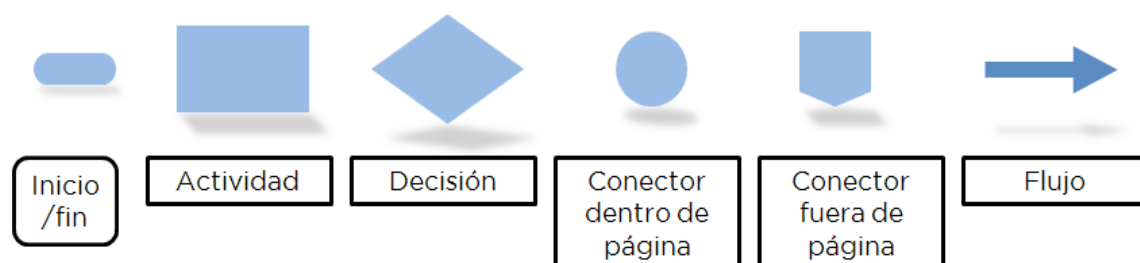 Inicio
/fin
Actividad
Decisión
Conector
dentro de
página
Conector
fuera de
página
Flujo